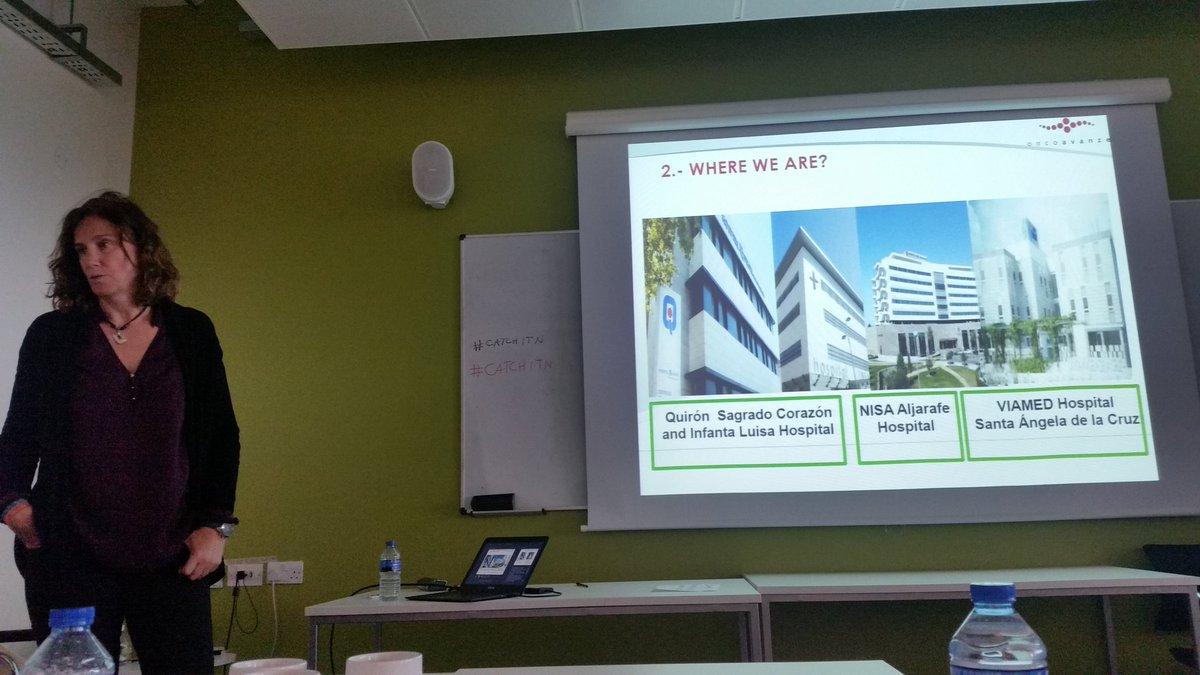 oncoavanze
2.- WHERE WE ARE?
hospital
Quirón Sagrado Corazón
and Infanta Luisa Hospital
NISA Aljarafe
Hospital
VIAMED Hospital
Santa Ángela de la Cruz
#CATCHITN
#CATCHITN